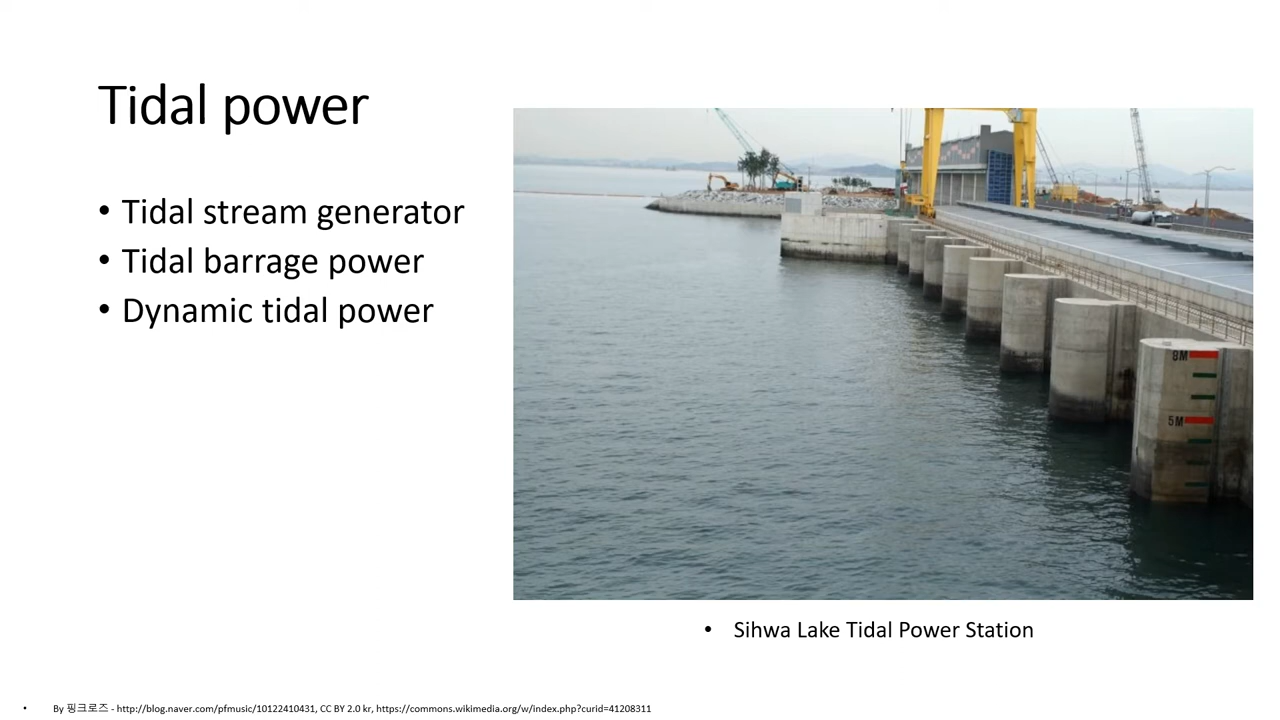 Tidal power
• Tidal stream generator
• Tidal barrage power
• Dynamic tidal power
8M
5M
• Sihwa Lake Tidal Power Station
• By 핑크로즈 - http://blog.naver.com/pfmusic/10122410431, CC BY 2.0 kr, https://commons.wikimedia.org/w/index.php?curid=41208311